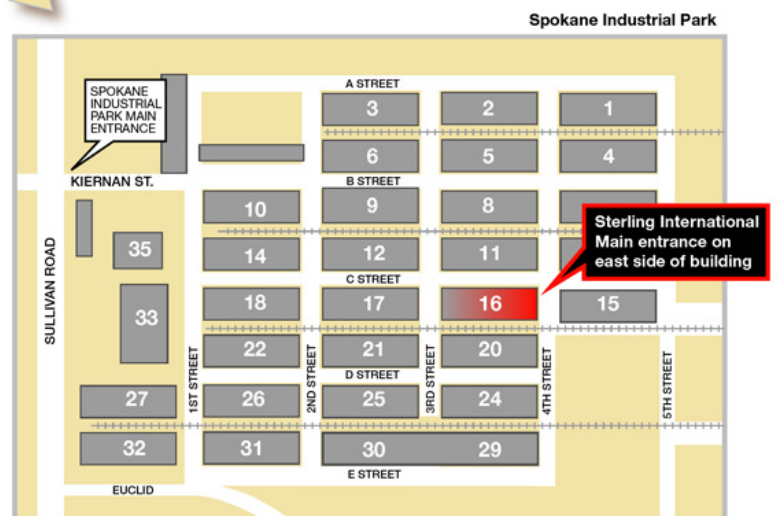 Spokane Industrial Park
A STREET
SPOKANE
INDUSTRIAL
PARK MAIN
ENTRANCE
3
2
1
6
5
4
KIERNAN ST.
B STREET
10
9
8
Sterling International
Main entrance on
east side of building
35
14
12
11
C STREET
SULLIVAN ROAD
33
18
17
16
15
22
21
20
1ST STREET
2ND STREET
3RD STREET
4TH STREET
5TH STREET
D STREET
27
26
25
24
32
31
30
29
E STREET
EUCLID